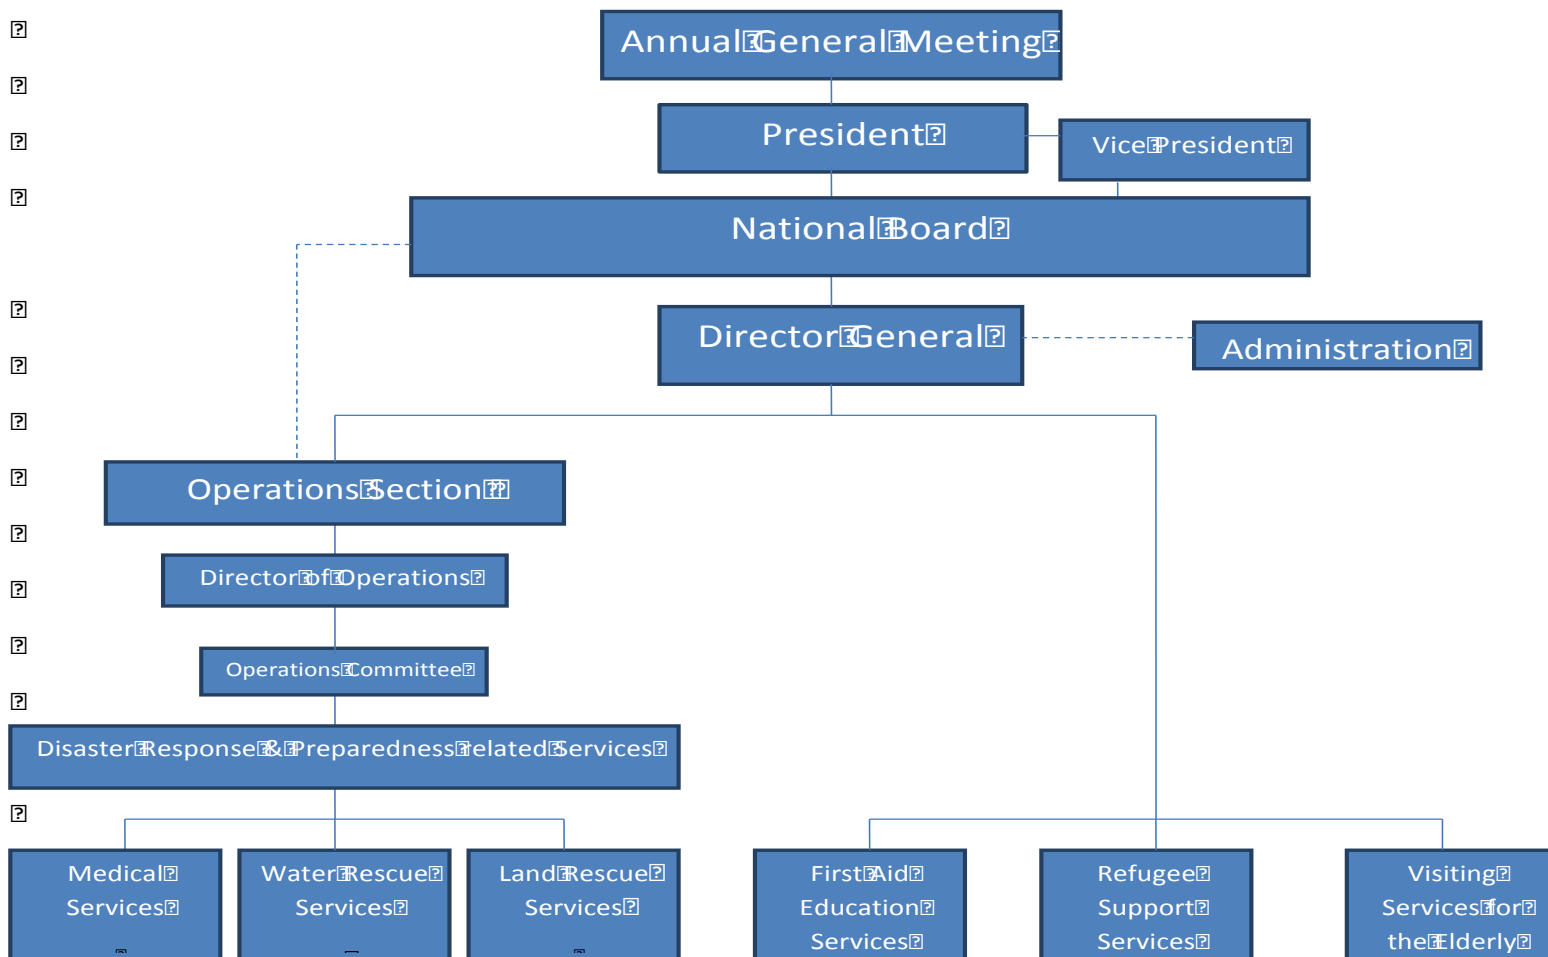 Annual General Meeting
President
Vice President
National Board
Director General
Administration
Operations Section
Director of Operations
Operations Committee
Disaster Response & Preparedness related Services
Medical
Services
Water Rescue
Services
Land Rescue
Services
First Aid
Education
Services
Refugee
Support
Services
Visiting
Services for
the Elderly